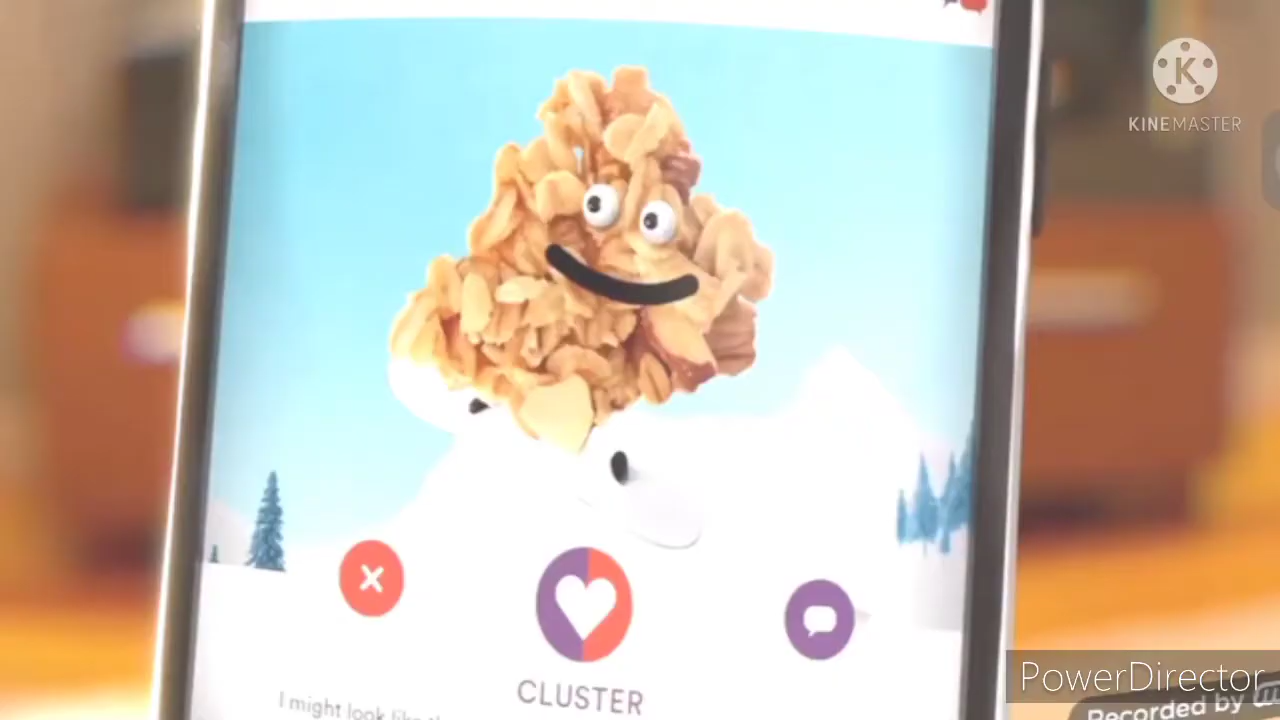 KINEMASTER
CLUSTER
I might look like
PowerDirector
Recorded by